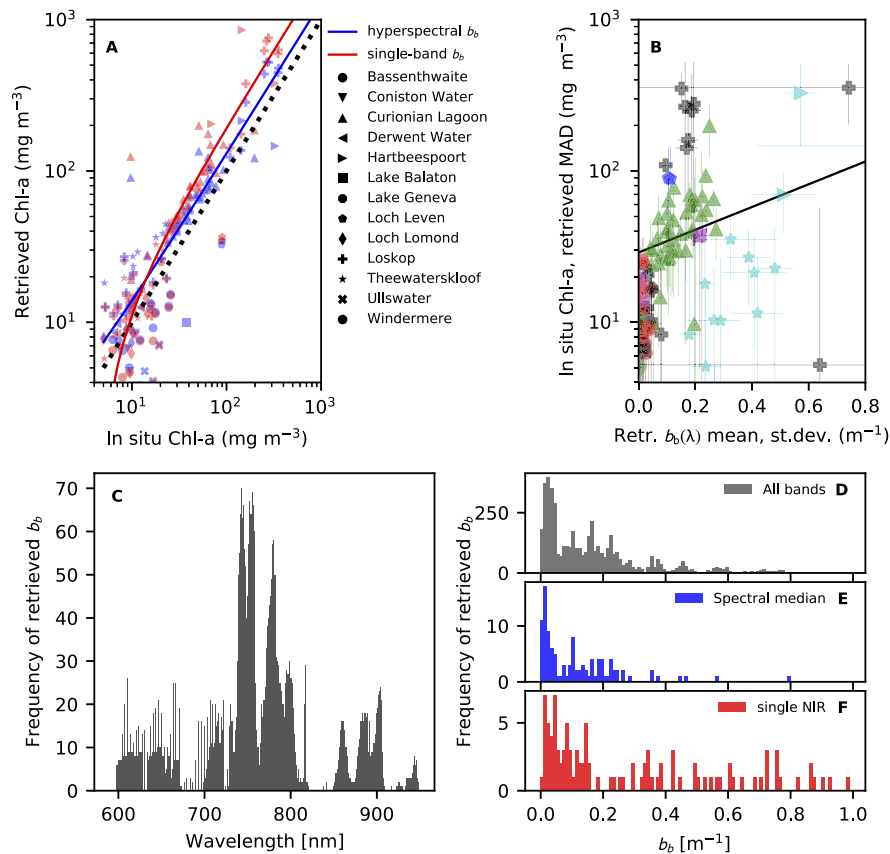 A
Retrieved Chl-a (mg m⁻³)
10³
10²
10¹
10¹
10²
10³
In situ Chl-a (mg m⁻³)
hyperspectral b_b
single-band b_b
Bassenthwaite
Coniston Water
Curionian Lagoon
Derwent Water
Hartbeespoort
Lake Balaton
Lake Geneva
Loch Leven
Loch Lomond
Loskop
Theewaterskloof
Ullswater
Windermere
B
In situ Chl-a, retrieved MAD (mg m⁻³)
10³
10²
10¹
0.0 0.2 0.4 0.6 0.8
Retr. b_b(λ) mean, st.dev. (m⁻¹)
C
Frequency of retrieved b_b
70
60
50
40
30
20
10
0
600 700 800 900
Wavelength [nm]
Frequency of retrieved b_b
All bands D
250
0
Spectral median E
10
0
single NIR F
5
0
0.0 0.2 0.4 0.6 0.8 1.0
b_b [m⁻¹]